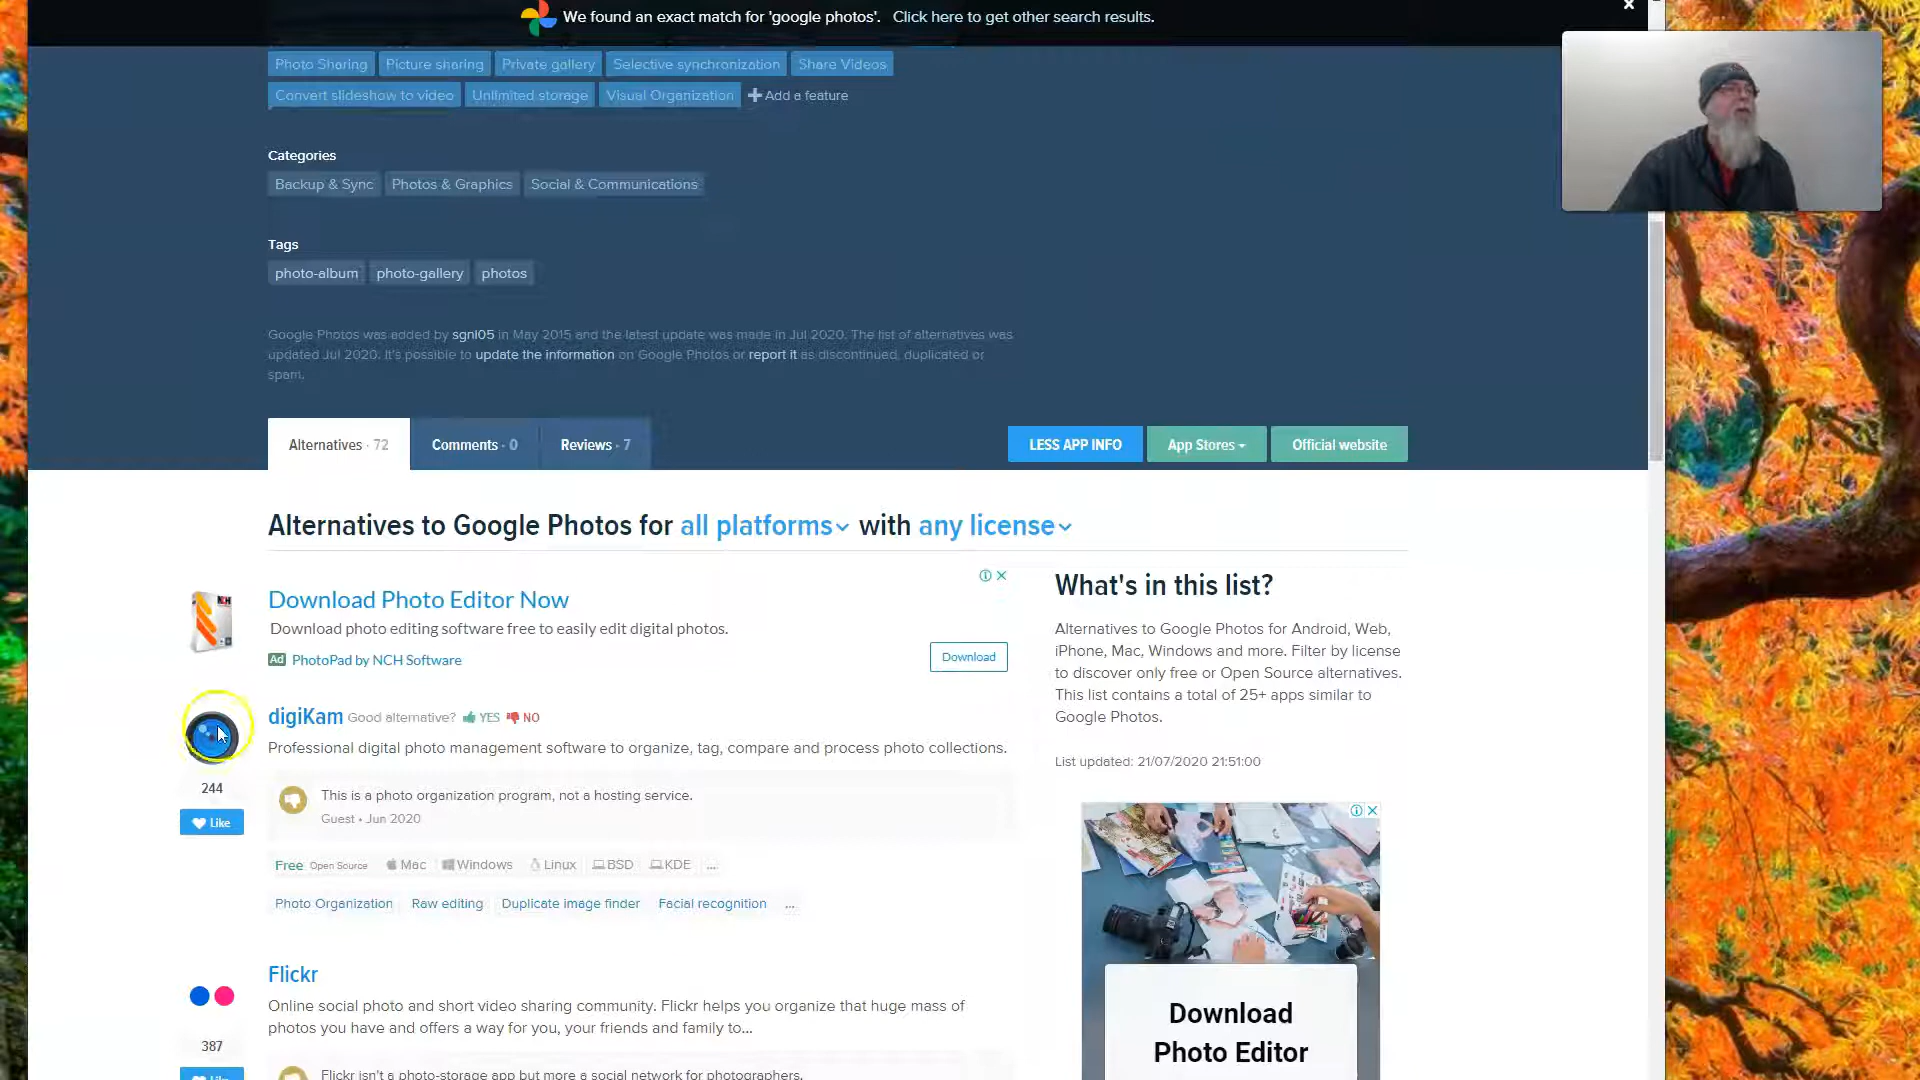 We found an exact match for 'google photos'. Click here to get other search results.
Photo Sharing Picture sharing Private gallery Selective synchronization Share Videos
Convert slideshow to video Unlimited storage Visual Organization Add a feature
Categories
Backup & Sync Photos & Graphics Social & Communications
Tags
photo-album photo-gallery photos
Google Photos was added by sgnl05 in May 2015 and the latest update was made in Jul 2020. The list of alternatives was
updated Jul 2020. It's possible to update the information on Google Photos or report it as discontinued, duplicated or
spam.
Alternatives · 72 Comments · 0 Reviews · 7 LESS APP INFO App Stores Official website
Alternatives to Google Photos for all platforms with any license
Download Photo Editor Now
Download photo editing software free to easily edit digital photos.
Ad PhotoPad by NCH Software
Download
NCH
digiKam Good alternative? YES NO
Professional digital photo management software to organize, tag, compare and process photo collections.
244
This is a photo organization program, not a hosting service.
Guest • Jun 2020
Like
Free Open Source Mac Windows Linux BSD KDE ...
Photo Organization Raw editing Duplicate image finder Facial recognition ...
Flickr
Online social photo and short video sharing community. Flickr helps you organize that huge mass of
photos you have and offers a way for you, your friends and family to...
387
Like
Flickr isn't a photo-storage app but more a social network for photographers.
What's in this list?
Alternatives to Google Photos for Android, Web,
iPhone, Mac, Windows and more. Filter by license
to discover only free or Open Source alternatives.
This list contains a total of 25+ apps similar to
Google Photos.
List updated: 21/07/2020 21:51:00
Download
Photo Editor